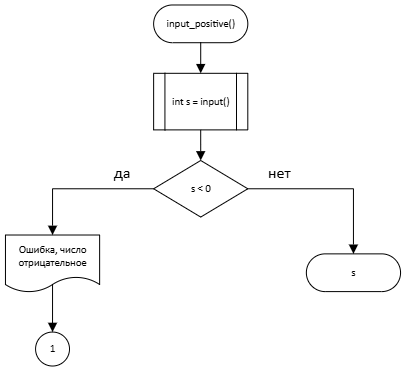 input_positive()
int s = input()
да
s < 0
нет
Ошибка, число
отрицательное
s
1